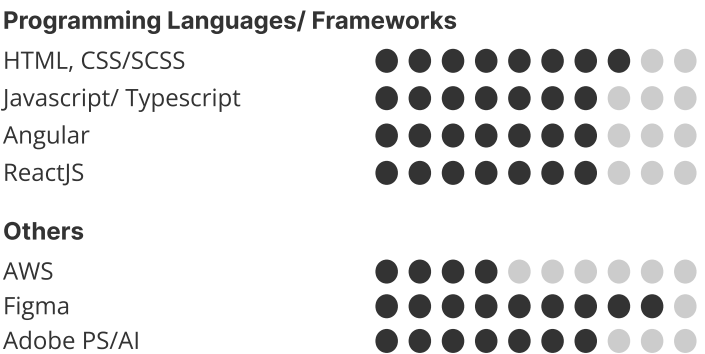 Programming Languages/ Frameworks
HTML, CSS/SCSS
Javascript/ Typescript
Angular
ReactJS
Others
AWS
Figma
Adobe PS/AI